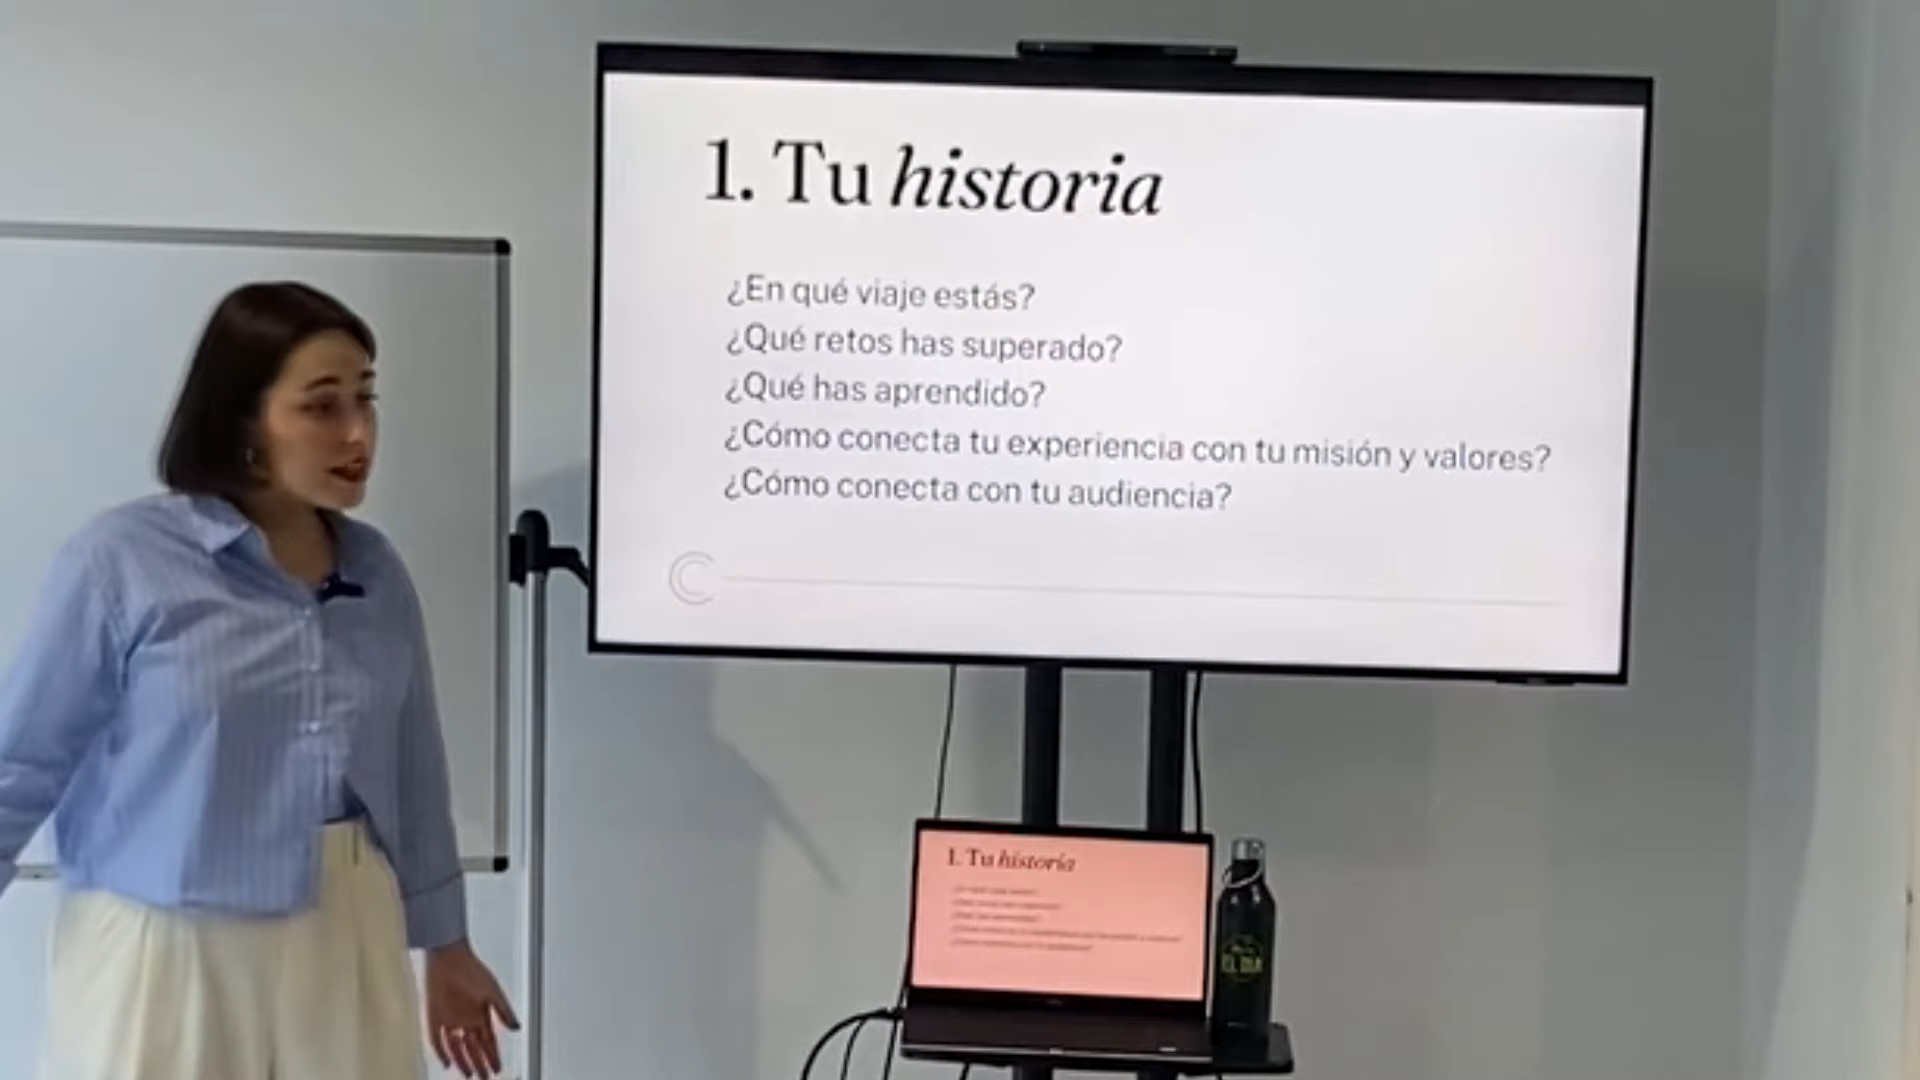 1. Tu historia
¿En qué viaje estás?
¿Qué retos has superado?
¿Qué has aprendido?
¿Cómo conecta tu experiencia con tu misión y valores?
¿Cómo conecta con tu audiencia?
1. Tu historia
EL DIA